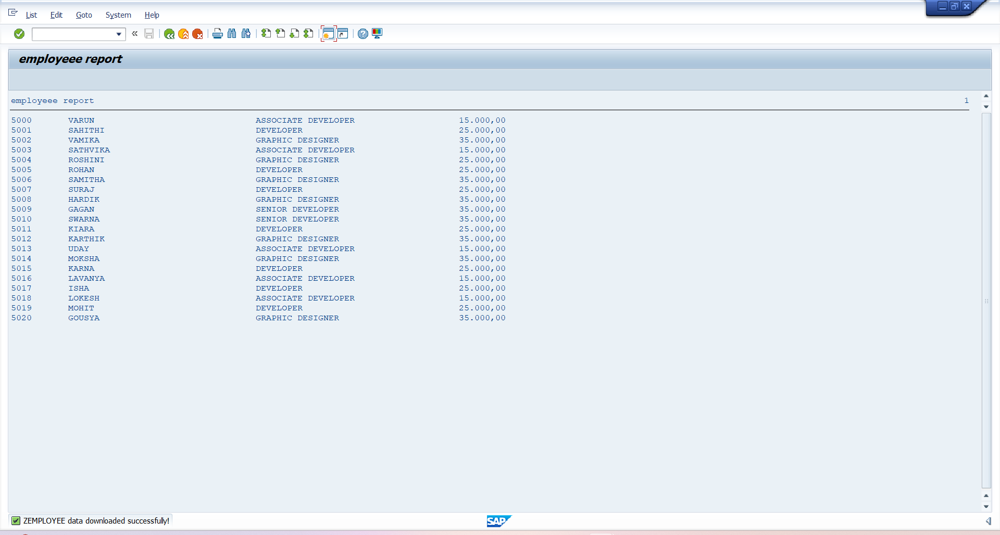 List Edit Goto System Help
employeee report
employeee report 1
5000 VARUN ASSOCIATE DEVELOPER 15.000,00
5001 SAHITHI DEVELOPER 25.000,00
5002 VAMIKA GRAPHIC DESIGNER 35.000,00
5003 SATHVIKA ASSOCIATE DEVELOPER 15.000,00
5004 ROSHINI GRAPHIC DESIGNER 25.000,00
5005 ROHAN DEVELOPER 25.000,00
5006 SAMITHA GRAPHIC DESIGNER 35.000,00
5007 SURAJ DEVELOPER 25.000,00
5008 HARDIK GRAPHIC DESIGNER 35.000,00
5009 GAGAN SENIOR DEVELOPER 35.000,00
5010 SWARNA SENIOR DEVELOPER 35.000,00
5011 KIARA DEVELOPER 25.000,00
5012 KARTHIK GRAPHIC DESIGNER 35.000,00
5013 UDAY ASSOCIATE DEVELOPER 15.000,00
5014 MOKSHA GRAPHIC DESIGNER 35.000,00
5015 KARNA DEVELOPER 25.000,00
5016 LAVANYA ASSOCIATE DEVELOPER 15.000,00
5017 ISHA DEVELOPER 25.000,00
5018 LOKESH ASSOCIATE DEVELOPER 15.000,00
5019 MOHIT DEVELOPER 25.000,00
5020 GOUSYA GRAPHIC DESIGNER 35.000,00
ZEMPLOYEE data downloaded successfully! SAP